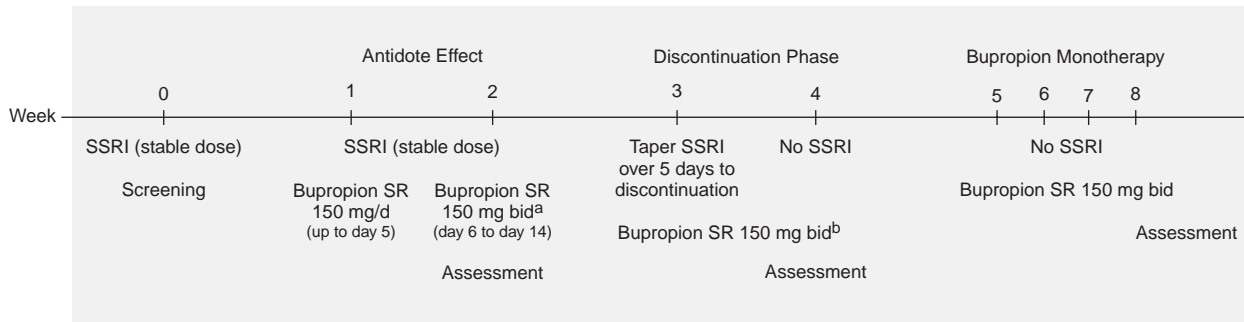 Antidote Effect Discontinuation Phase Bupropion Monotherapy
0 1 2 3 4 5 6 7 8
Week
SSRI (stable dose) SSRI (stable dose) Taper SSRI No SSRI No SSRI
over 5 days to
discontinuation
Screening Bupropion SR Bupropion SR Bupropion SR 150 mg bid
150 mg/d 150 mg bidᵃ
(up to day 5) (day 6 to day 14)
Bupropion SR 150 mg bidᵇ Assessment
Assessment Assessment